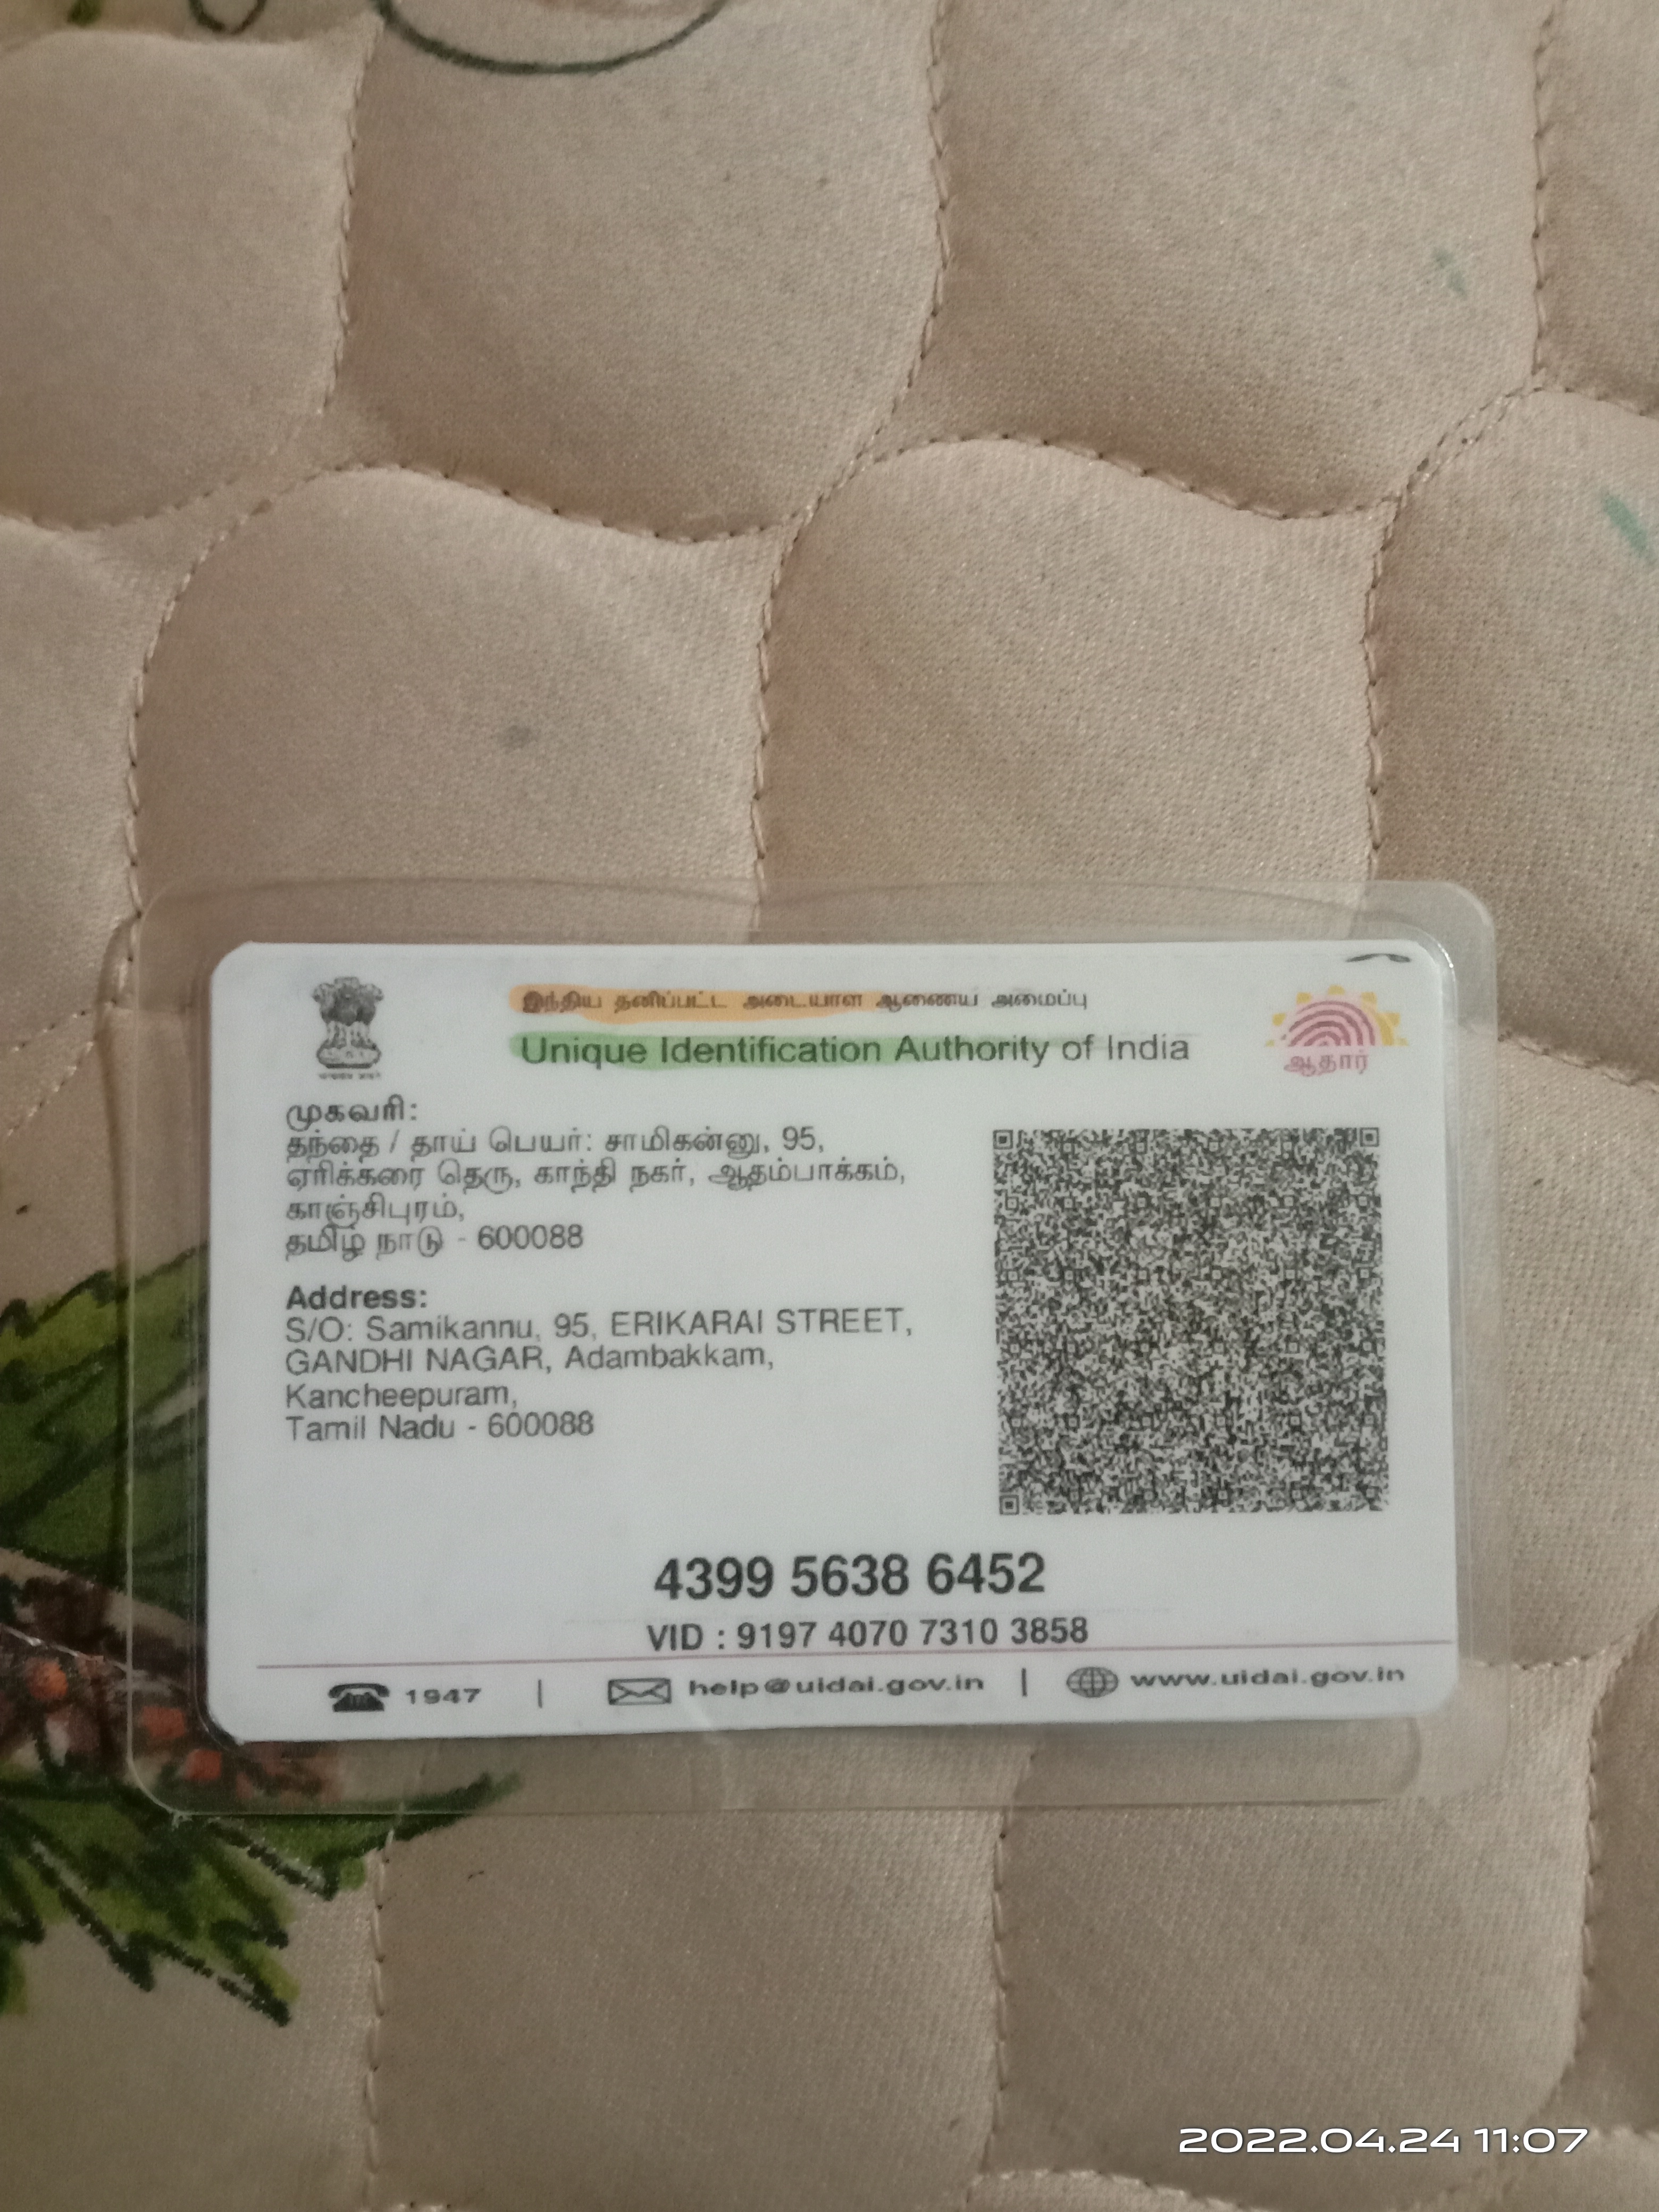 இந்திய தனிப்பட்ட அடையாள ஆணைய அமைப்பு
Unique Identification Authority of India
ஆதார்
முகவரி:
தந்தை / தாய் பெயர்: சாமிகன்னு, 95,
ஏரிக்கரை தெரு, காந்தி நகர், ஆதம்பாக்கம்,
காஞ்சிபுரம்,
தமிழ் நாடு - 600088
Address:
S/O: Samikannu, 95, ERIKARAI STREET,
GANDHI NAGAR, Adambakkam,
Kancheepuram,
Tamil Nadu - 600088
4399 5638 6452
VID : 9197 4070 7310 3858
1947 | help@uidai.gov.in | www.uidai.gov.in
2022.04.24 11:07